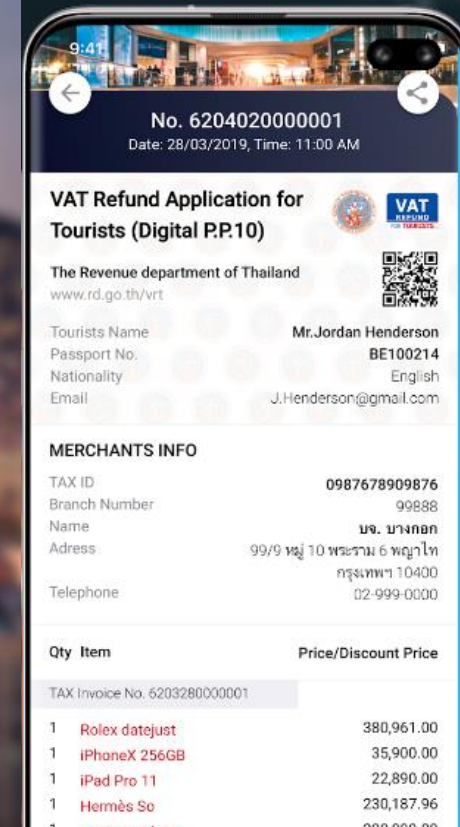 9:41
No. 6204020000001
Date: 28/03/2019, Time: 11:00 AM
VAT Refund Application for
Tourists (Digital P.P.10)
VAT
REFUND
FOR TOURISTS
The Revenue department of Thailand
www.rd.go.th/vrt
Tourists Name Mr.Jordan Henderson
Passport No. BE100214
Nationality English
Email J.Henderson@gmail.com
MERCHANTS INFO
TAX ID 0987678909876
Branch Number 99888
Name บจ. บางกอก
Adress 99/9 หมู่ 10 พระราม 6 พญาไท
กรุงเทพฯ 10400
Telephone 02-999-0000
Qty Item Price/Discount Price
TAX Invoice No. 6203280000001
1 Rolex datejust 380,961.00
1 iPhoneX 256GB 35,900.00
1 iPad Pro 11 22,890.00
1 Hermès So 230,187.96